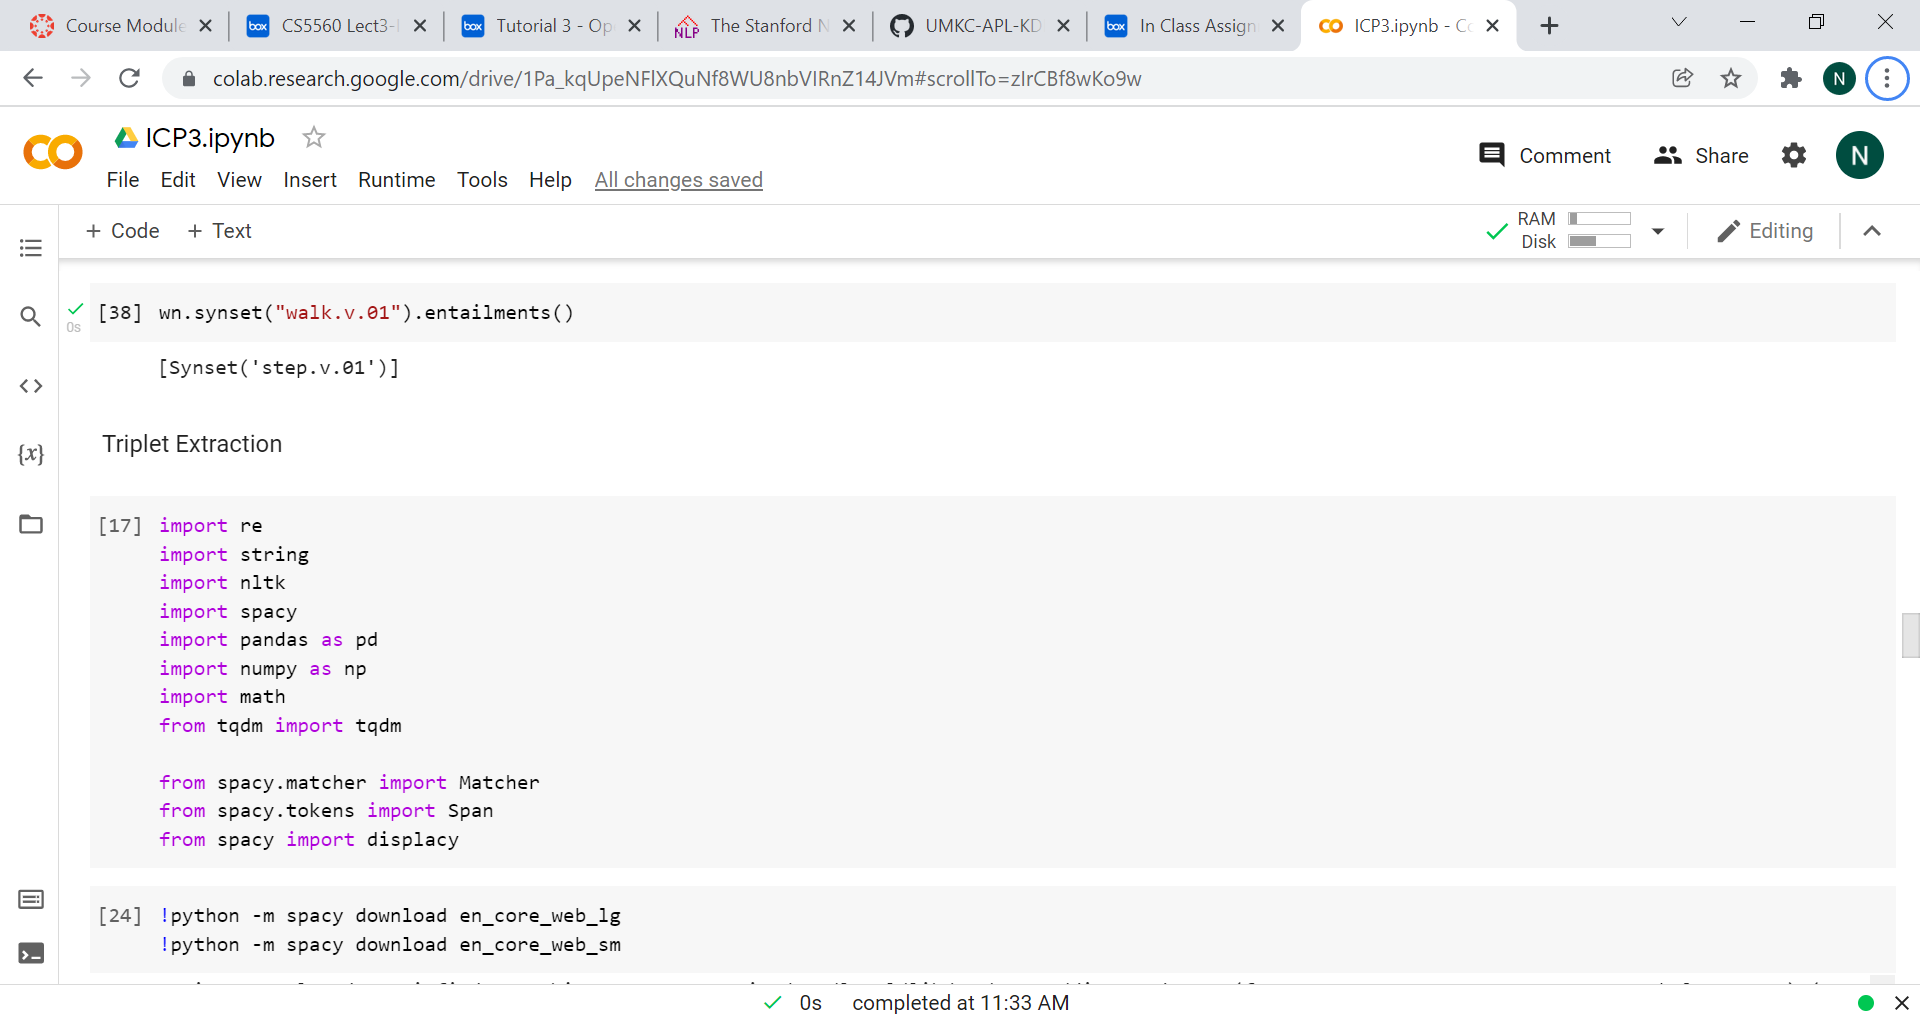 Course Module
CS5560 Lect3-
Tutorial 3 - Op
The Stanford N
UMKC-APL-KD
In Class Assign
ICP3.ipynb - Co
colab.research.google.com/drive/1Pa_kqUpeNFlXQuNf8WU8nbVIRnZ14JVm#scrollTo=zIrCBf8wKo9w
N
ICP3.ipynb
Comment
Share
N
File Edit View Insert Runtime Tools Help All changes saved
+ Code + Text
RAM
Disk
Editing
[38] wn.synset("walk.v.01").entailments()
0s
[Synset('step.v.01')]
Triplet Extraction
[17] import re
import string
import nltk
import spacy
import pandas as pd
import numpy as np
import math
from tqdm import tqdm
from spacy.matcher import Matcher
from spacy.tokens import Span
from spacy import displacy
[24] !python -m spacy download en_core_web_lg
!python -m spacy download en_core_web_sm
0s completed at 11:33 AM